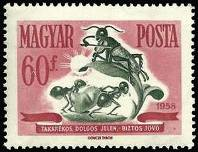 MAGYAR POSTA
60f
1958
TAKARÉKOS, DOLGOS JELEN, - BIZTOS JÖVŐ